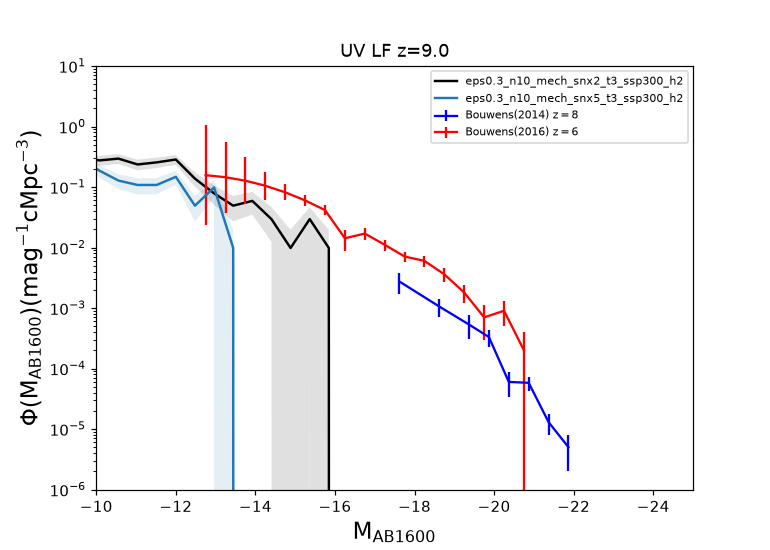 UV LF z=9.0
eps0.3_n10_mech_snx2_t3_ssp300_h2
eps0.3_n10_mech_snx5_t3_ssp300_h2
Bouwens(2014) z = 8
Bouwens(2016) z = 6
Φ(M_AB1600)(mag^−1cMpc^−3)
10^1
10^0
10^−1
10^−2
10^−3
10^−4
10^−5
10^−6
−10 −12 −14 −16 −18 −20 −22 −24
M_AB1600